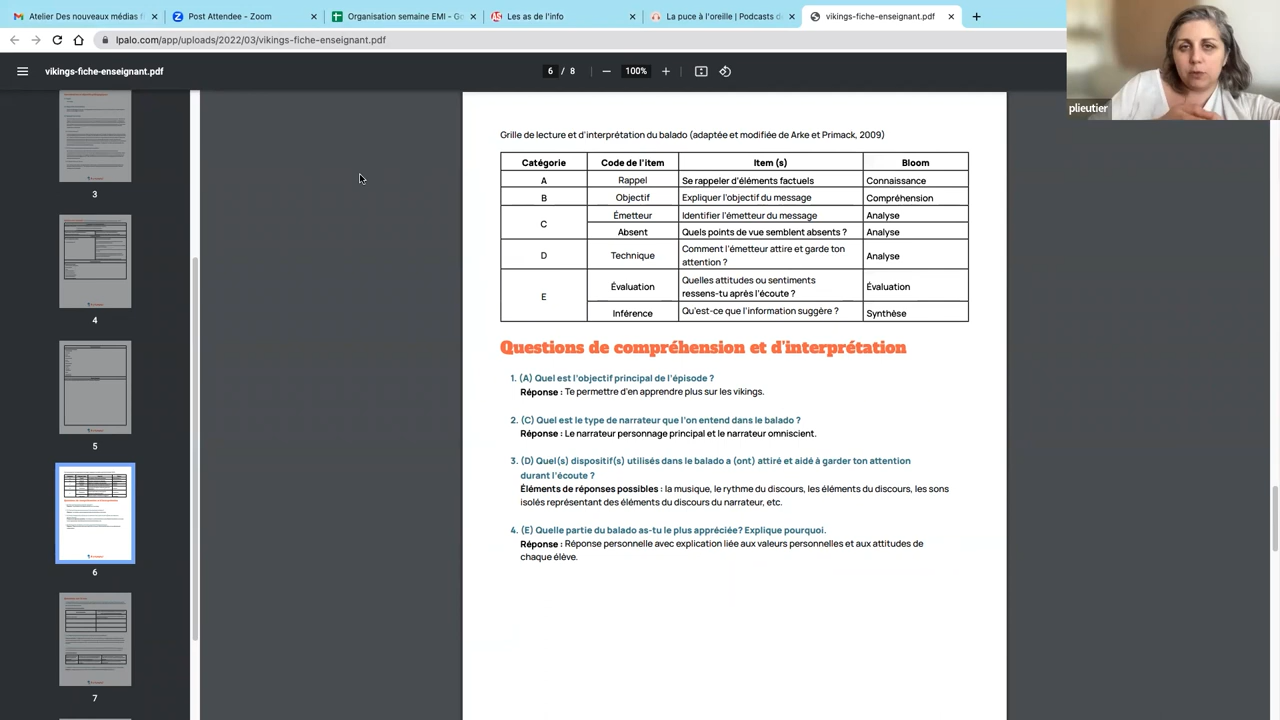 Atelier Des nouveaux médias f
Post Attendee - Zoom
Organisation semaine EMI - Go
Les as de l'info
La puce à l'oreille | Podcasts d
vikings-fiche-enseignant.pdf
lpalo.com/app/uploads/2022/03/vikings-fiche-enseignant.pdf
vikings-fiche-enseignant.pdf
6 / 8
100%
plieutier
3
4
5
6
7
Grille de lecture et d'interprétation du balado (adaptée et modifiée de Arke et Primack, 2009)
Catégorie Code de l'item Item (s) Bloom
A Rappel Se rappeler d'éléments factuels Connaissance
B Objectif Expliquer l'objectif du message Compréhension
C Émetteur Identifier l'émetteur du message Analyse
Absent Quels points de vue semblent absents ? Analyse
D Technique Comment l'émetteur attire et garde ton
attention ? Analyse
E Évaluation Quelles attitudes ou sentiments
ressens-tu après l'écoute ? Évaluation
Inférence Qu'est-ce que l'information suggère ? Synthèse
Questions de compréhension et d'interprétation
1. (A) Quel est l'objectif principal de l'épisode ?
Réponse : Te permettre d'en apprendre plus sur les vikings.
2. (C) Quel est le type de narrateur que l'on entend dans le balado ?
Réponse : Le narrateur personnage principal et le narrateur omniscient.
3. (D) Quel(s) dispositif(s) utilisés dans le balado a (ont) attiré et aidé à garder ton attention
durant l'écoute ?
Éléments de réponses possibles : la musique, le rythme du discours, les éléments du discours, les sons
isolés représentant des éléments du discours du narrateur, etc.
4. (E) Quelle partie du balado as-tu le plus appréciée? Explique pourquoi.
Réponse : Réponse personnelle avec explication liée aux valeurs personnelles et aux attitudes de
chaque élève.